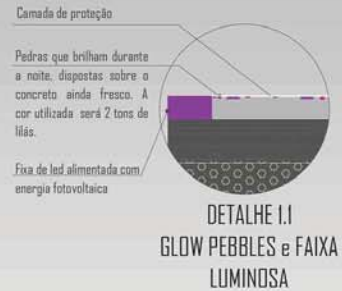 Camada de proteção
Pedras que brilham durante
a noite, dispostas sobre o
concreto ainda fresco. A
cor utilizada será 2 tons de
lilás.
Fixa de led alimentada com
energia fotovoltaica
DETALHE 1.1
GLOW PEBBLES e FAIXA
LUMINOSA